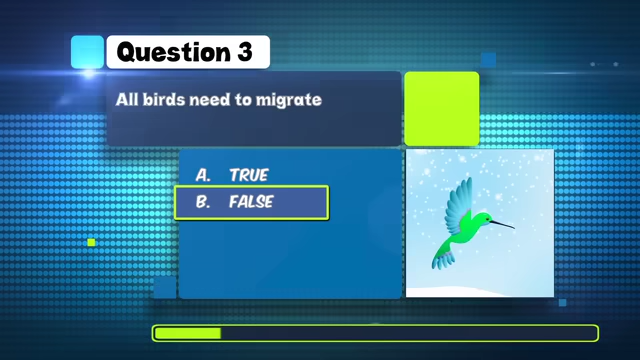 Question 3
All birds need to migrate
A. TRUE
B. FALSE